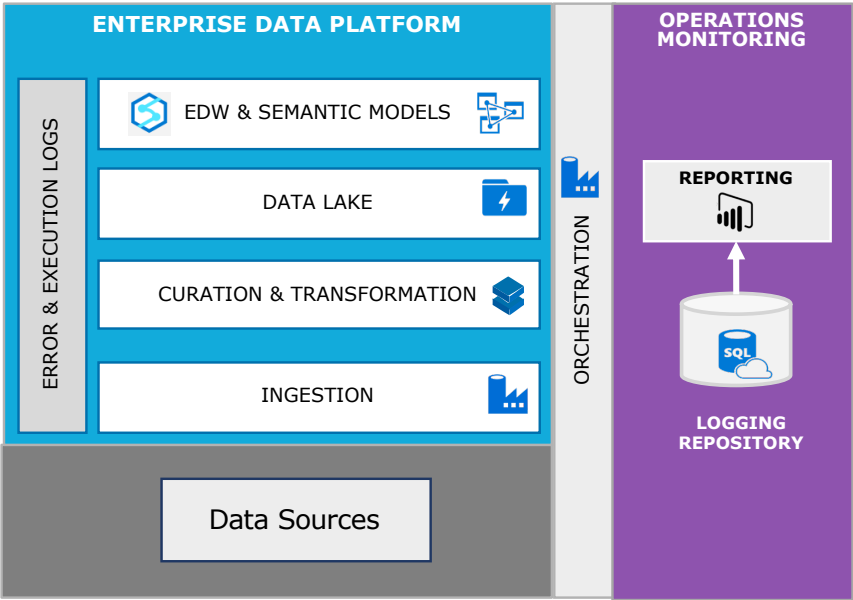 ENTERPRISE DATA PLATFORM
ERROR & EXECUTION LOGS
EDW & SEMANTIC MODELS
DATA LAKE
CURATION & TRANSFORMATION
INGESTION
Data Sources
ORCHESTRATION
OPERATIONS
MONITORING
REPORTING
SQL
LOGGING
REPOSITORY